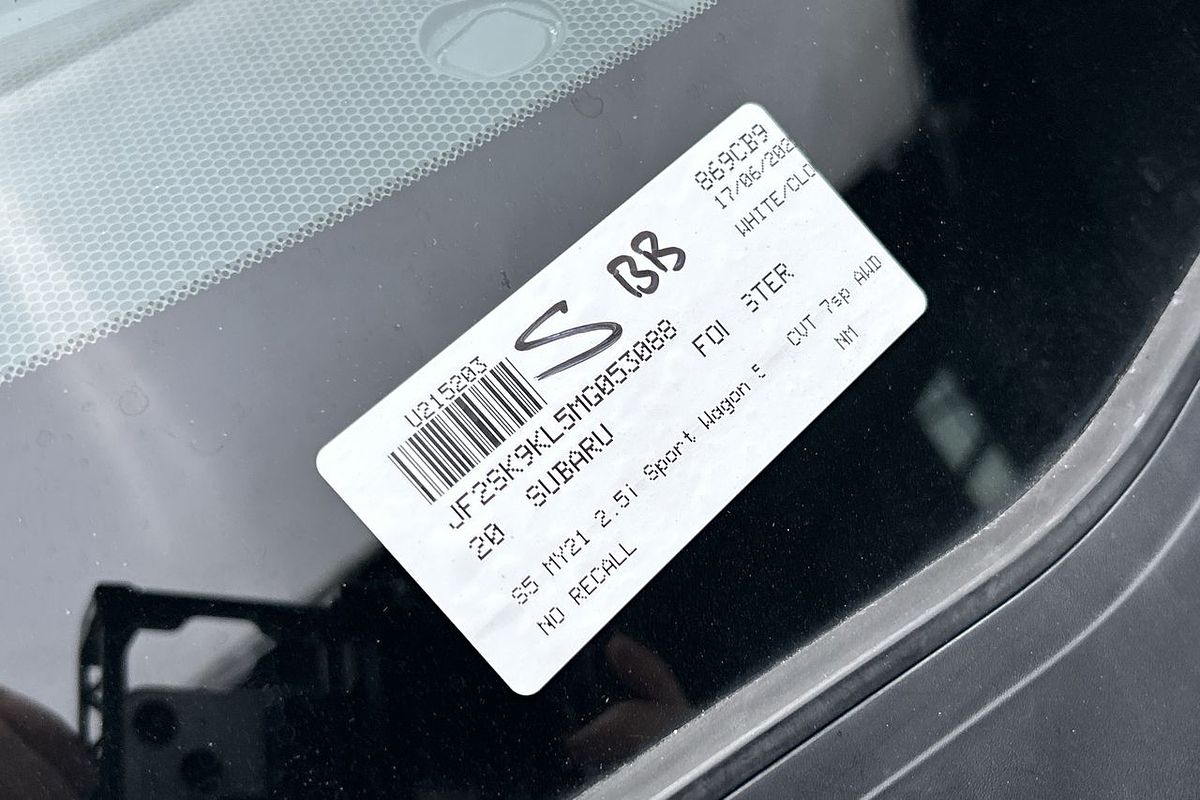 869CB9
17/06/202
WHITE/CLO
S BB
U215203
JF2SK9KL5MG053088
20 SUBARU FOI STER
S5 MY21 2.5i Sport Wagon 5 CVT 7sp AWD
NO RECALL NM